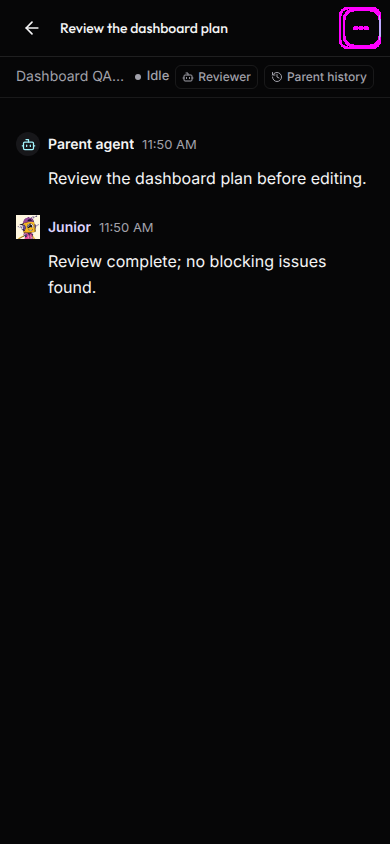 Review the dashboard plan
Dashboard QA... Idle Reviewer Parent history
Parent agent 11:50 AM
Review the dashboard plan before editing.
Junior 11:50 AM
Review complete; no blocking issues
found.